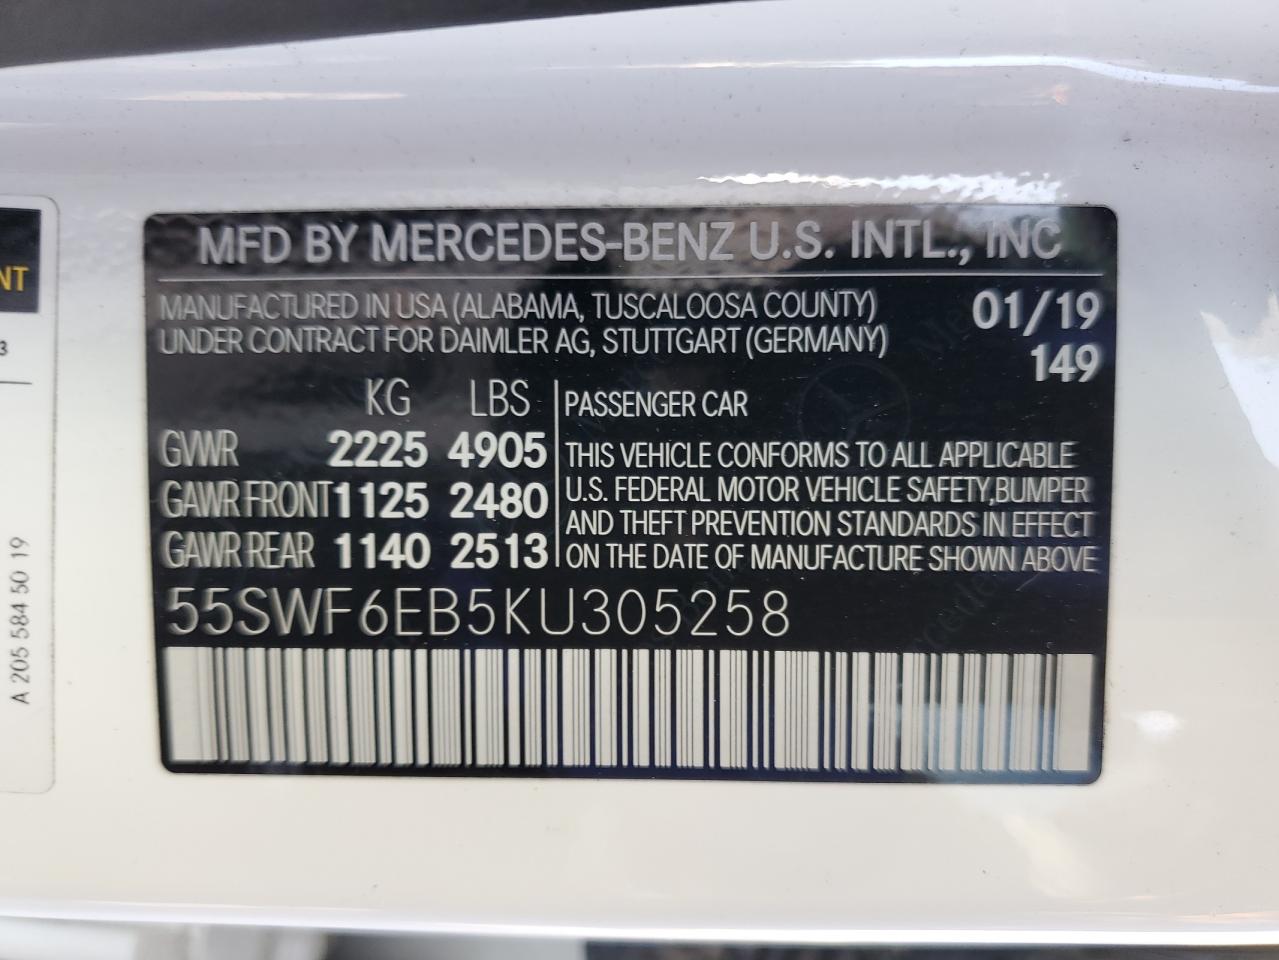 MFD BY MERCEDES-BENZ U.S. INTL., INC
MANUFACTURED IN USA (ALABAMA, TUSCALOOSA COUNTY) 01/19
UNDER CONTRACT FOR DAIMLER AG, STUTTGART (GERMANY) 149
KG LBS PASSENGER CAR
GVWR 2225 4905
GAWR FRONT 1125 2480
GAWR REAR 1140 2513
THIS VEHICLE CONFORMS TO ALL APPLICABLE
U.S. FEDERAL MOTOR VEHICLE SAFETY,BUMPER
AND THEFT PREVENTION STANDARDS IN EFFECT
ON THE DATE OF MANUFACTURE SHOWN ABOVE
55SWF6EB5KU305258
NT
3
A 205 584 50 19